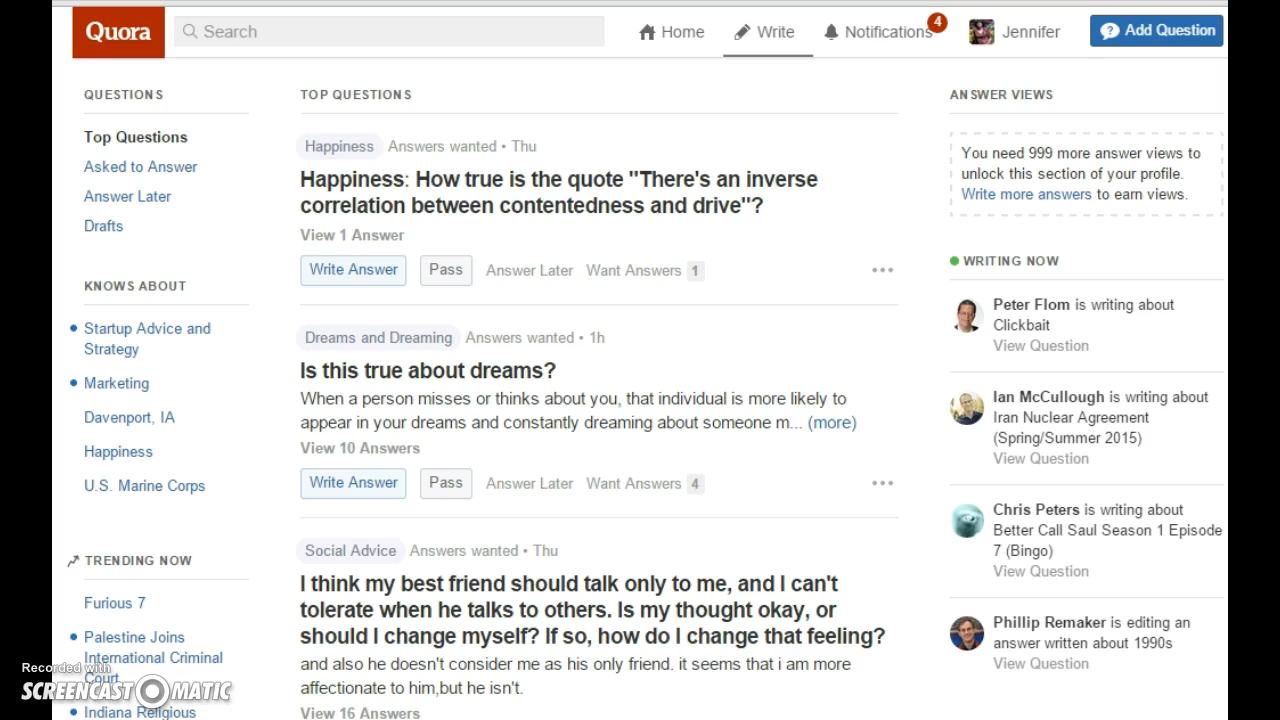 Quora
Search
Home
Write
Notifications
4
Jennifer
Add Question
QUESTIONS
Top Questions
Asked to Answer
Answer Later
Drafts
KNOWS ABOUT
Startup Advice and
Strategy
Marketing
Davenport, IA
Happiness
U.S. Marine Corps
TRENDING NOW
Furious 7
Palestine Joins
International Criminal
Court
Indiana Religious
Recorded with
SCREENCAST O MATIC
TOP QUESTIONS
Happiness Answers wanted • Thu
Happiness: How true is the quote "There's an inverse
correlation between contentedness and drive"?
View 1 Answer
Write Answer Pass Answer Later Want Answers 1
Dreams and Dreaming Answers wanted • 1h
Is this true about dreams?
When a person misses or thinks about you, that individual is more likely to
appear in your dreams and constantly dreaming about someone m... (more)
View 10 Answers
Write Answer Pass Answer Later Want Answers 4
Social Advice Answers wanted • Thu
I think my best friend should talk only to me, and I can't
tolerate when he talks to others. Is my thought okay, or
should I change myself? If so, how do I change that feeling?
and also he doesn't consider me as his only friend. it seems that i am more
affectionate to him,but he isn't.
View 16 Answers
ANSWER VIEWS
You need 999 more answer views to
unlock this section of your profile.
Write more answers to earn views.
WRITING NOW
Peter Flom is writing about
Clickbait
View Question
Ian McCullough is writing about
Iran Nuclear Agreement
(Spring/Summer 2015)
View Question
Chris Peters is writing about
Better Call Saul Season 1 Episode
7 (Bingo)
View Question
Phillip Remaker is editing an
answer written about 1990s
View Question